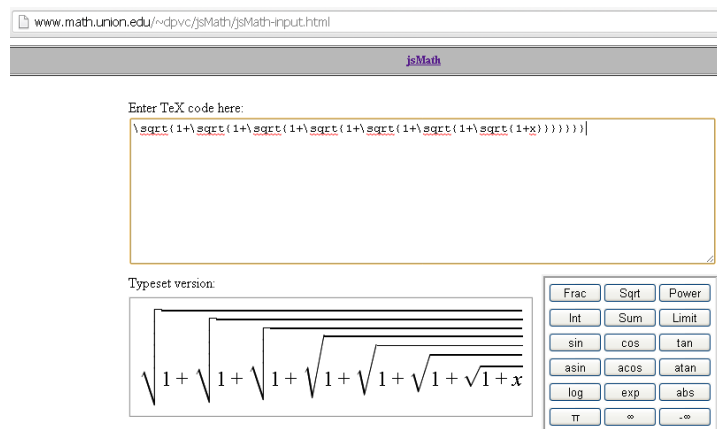 www.math.union.edu/~dpvc/jsMath/jsMath-input.html
jsMath
Enter TeX code here:
\sqrt{1+\sqrt{1+\sqrt{1+\sqrt{1+\sqrt{1+\sqrt{1+\sqrt{1+x}}}}}}}
Typeset version:
√1 + √1 + √1 + √1 + √1 + √1 + √1 + x
Frac Sqrt Power
Int Sum Limit
sin cos tan
asin acos atan
log exp abs
π ∞ -∞